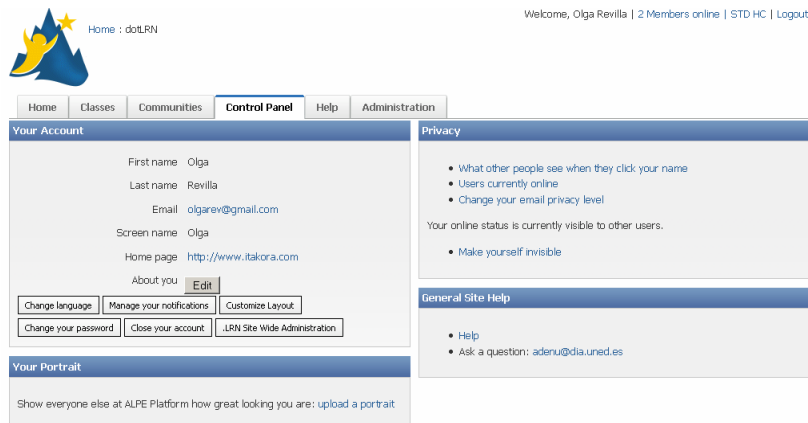 Welcome, Olga Revilla | 2 Members online | STD HC | Logout
Home : dotLRN
Home Classes Communities Control Panel Help Administration
Your Account
First name Olga
Last name Revilla
Email olgarev@gmail.com
Screen name Olga
Home page http://www.itakora.com
About you Edit
Change language Manage your notifications Customize Layout
Change your password Close your account .LRN Site Wide Administration
Your Portrait
Show everyone else at ALPE Platform how great looking you are: upload a portrait
Privacy
What other people see when they click your name
Users currently online
Change your email privacy level
Your online status is currently visible to other users.
Make yourself invisible
General Site Help
Help
Ask a question: adenu@dia.uned.es